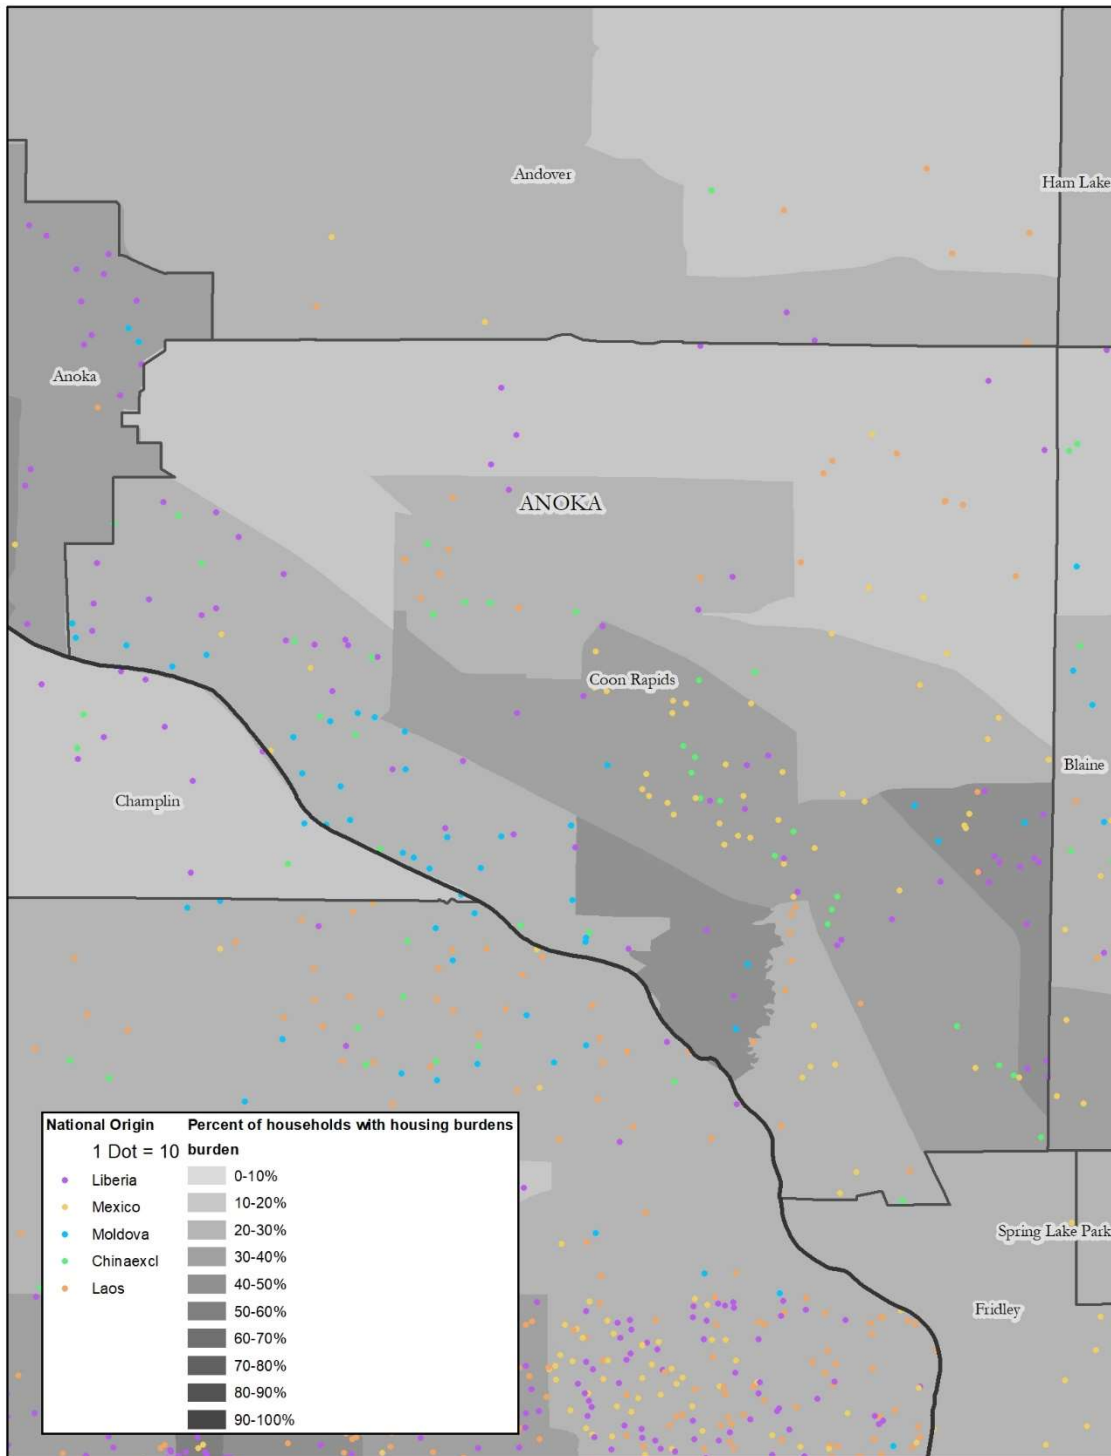 Andover
Ham Lake
Anoka
ANOKA
Coon Rapids
Blaine
Champlin
Spring Lake Park
Fridley
National Origin
1 Dot = 10
Liberia
Mexico
Moldova
Chinaexcl
Laos
Percent of households with housing burdens
burden
0-10%
10-20%
20-30%
30-40%
40-50%
50-60%
60-70%
70-80%
80-90%
90-100%